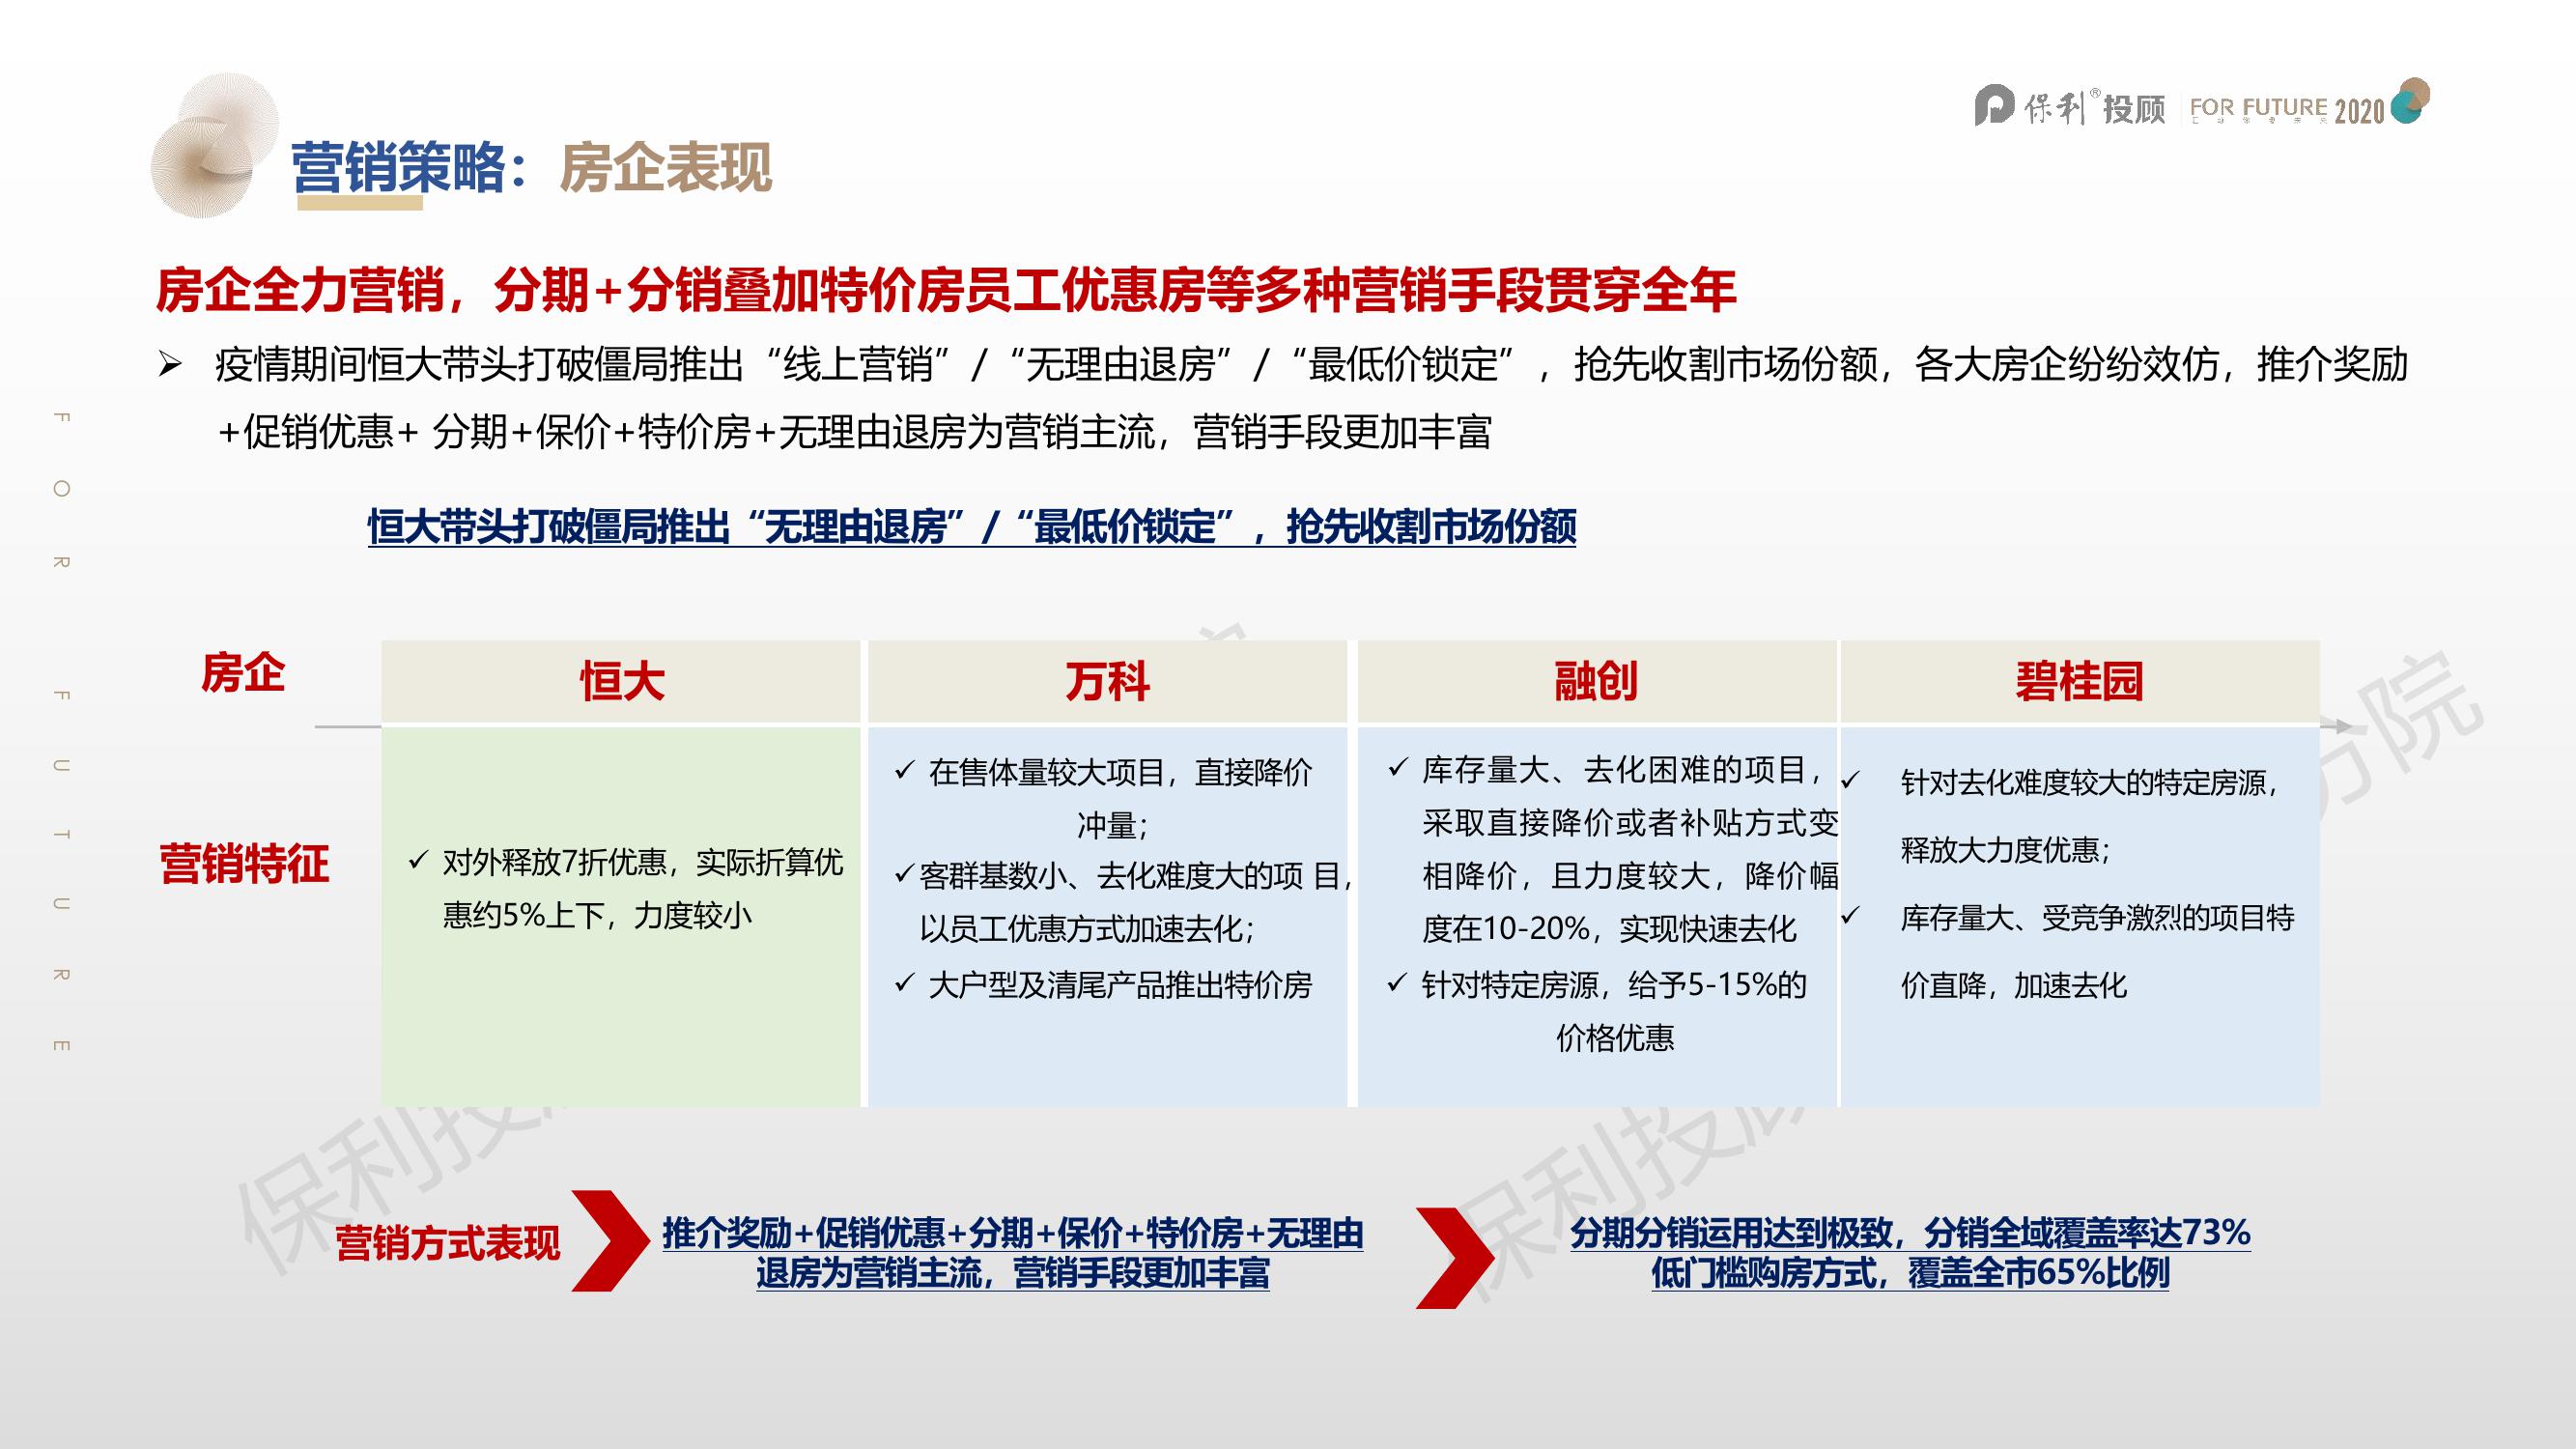 保利®投顾 FOR FUTURE 2020
营销策略：房企表现
房企全力营销，分期+分销叠加特价房员工优惠房等多种营销手段贯穿全年
➢ 疫情期间恒大带头打破僵局推出“线上营销”/“无理由退房”/“最低价锁定”，抢先收割市场份额，各大房企纷纷效仿，推介奖励
+促销优惠+ 分期+保价+特价房+无理由退房为营销主流，营销手段更加丰富
恒大带头打破僵局推出“无理由退房”/“最低价锁定”，抢先收割市场份额
FOR FUTURE
房企
恒大
万科
融创
碧桂园
营销特征
✓ 对外释放7折优惠，实际折算优
惠约5%上下，力度较小
✓ 在售体量较大项目，直接降价
冲量；
✓客群基数小、去化难度大的项 目，
以员工优惠方式加速去化；
✓ 大户型及清尾产品推出特价房
✓ 库存量大、去化困难的项目，
采取直接降价或者补贴方式变
相降价，且力度较大，降价幅
度在10-20%，实现快速去化
✓ 针对特定房源，给予5-15%的
价格优惠
✓ 针对去化难度较大的特定房源，
释放大力度优惠；
✓ 库存量大、受竞争激烈的项目特
价直降，加速去化
营销方式表现
推介奖励+促销优惠+分期+保价+特价房+无理由
退房为营销主流，营销手段更加丰富
分期分销运用达到极致，分销全域覆盖率达73%
低门槛购房方式，覆盖全市65%比例
保利投
保利投顾
分院